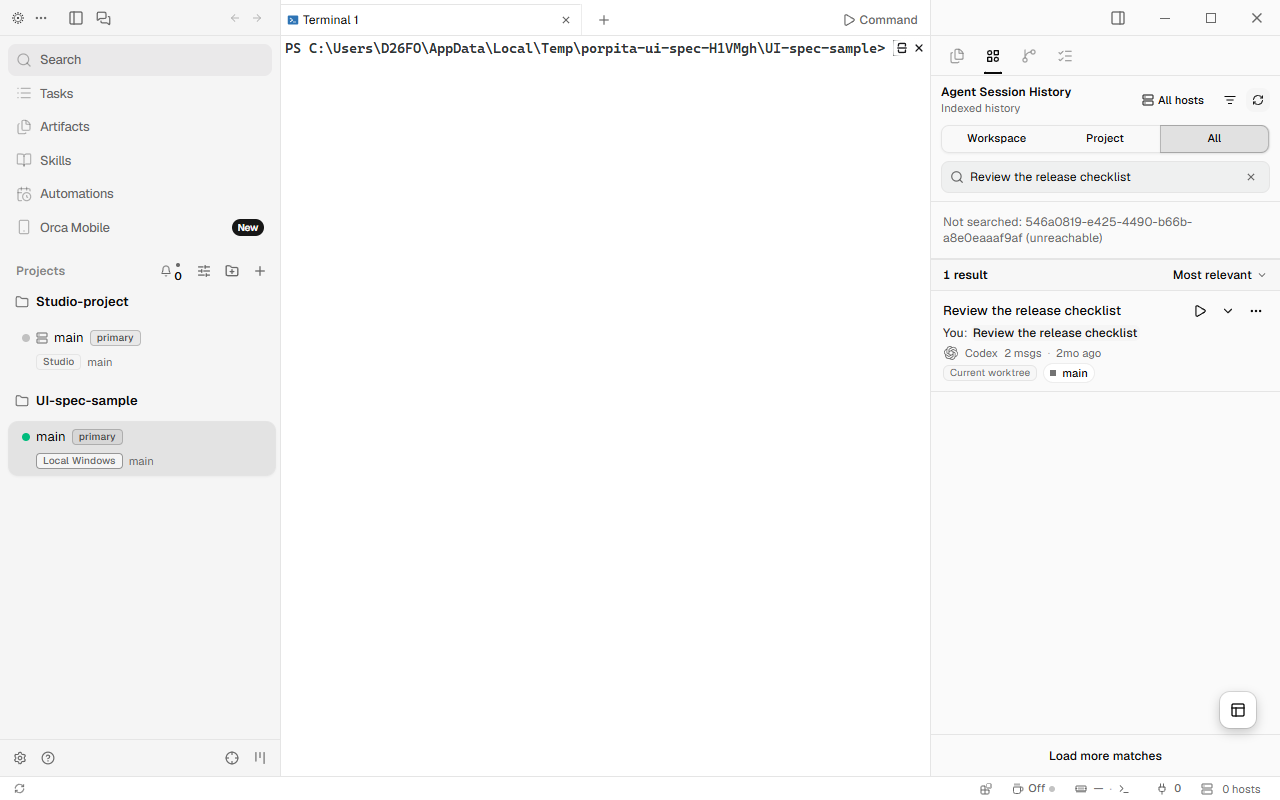 Terminal 1
Command
PS C:\Users\D26FO\AppData\Local\Temp\porpita-ui-spec-H1VMgh\UI-spec-sample>
Search
Tasks
Artifacts
Skills
Automations
Orca Mobile
New
Projects
0
Studio-project
main primary
Studio main
UI-spec-sample
main primary
Local Windows main
Agent Session History
Indexed history
All hosts
Workspace Project All
Review the release checklist
Not searched: 546a0819-e425-4490-b66b-
a8e0eaaaf9af (unreachable)
1 result
Most relevant
Review the release checklist
You: Review the release checklist
Codex 2 msgs · 2mo ago
Current worktree main
Load more matches
Off
0
0 hosts